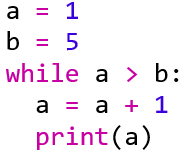 a = 1
b = 5
while a > b:
  a = a + 1
  print(a)